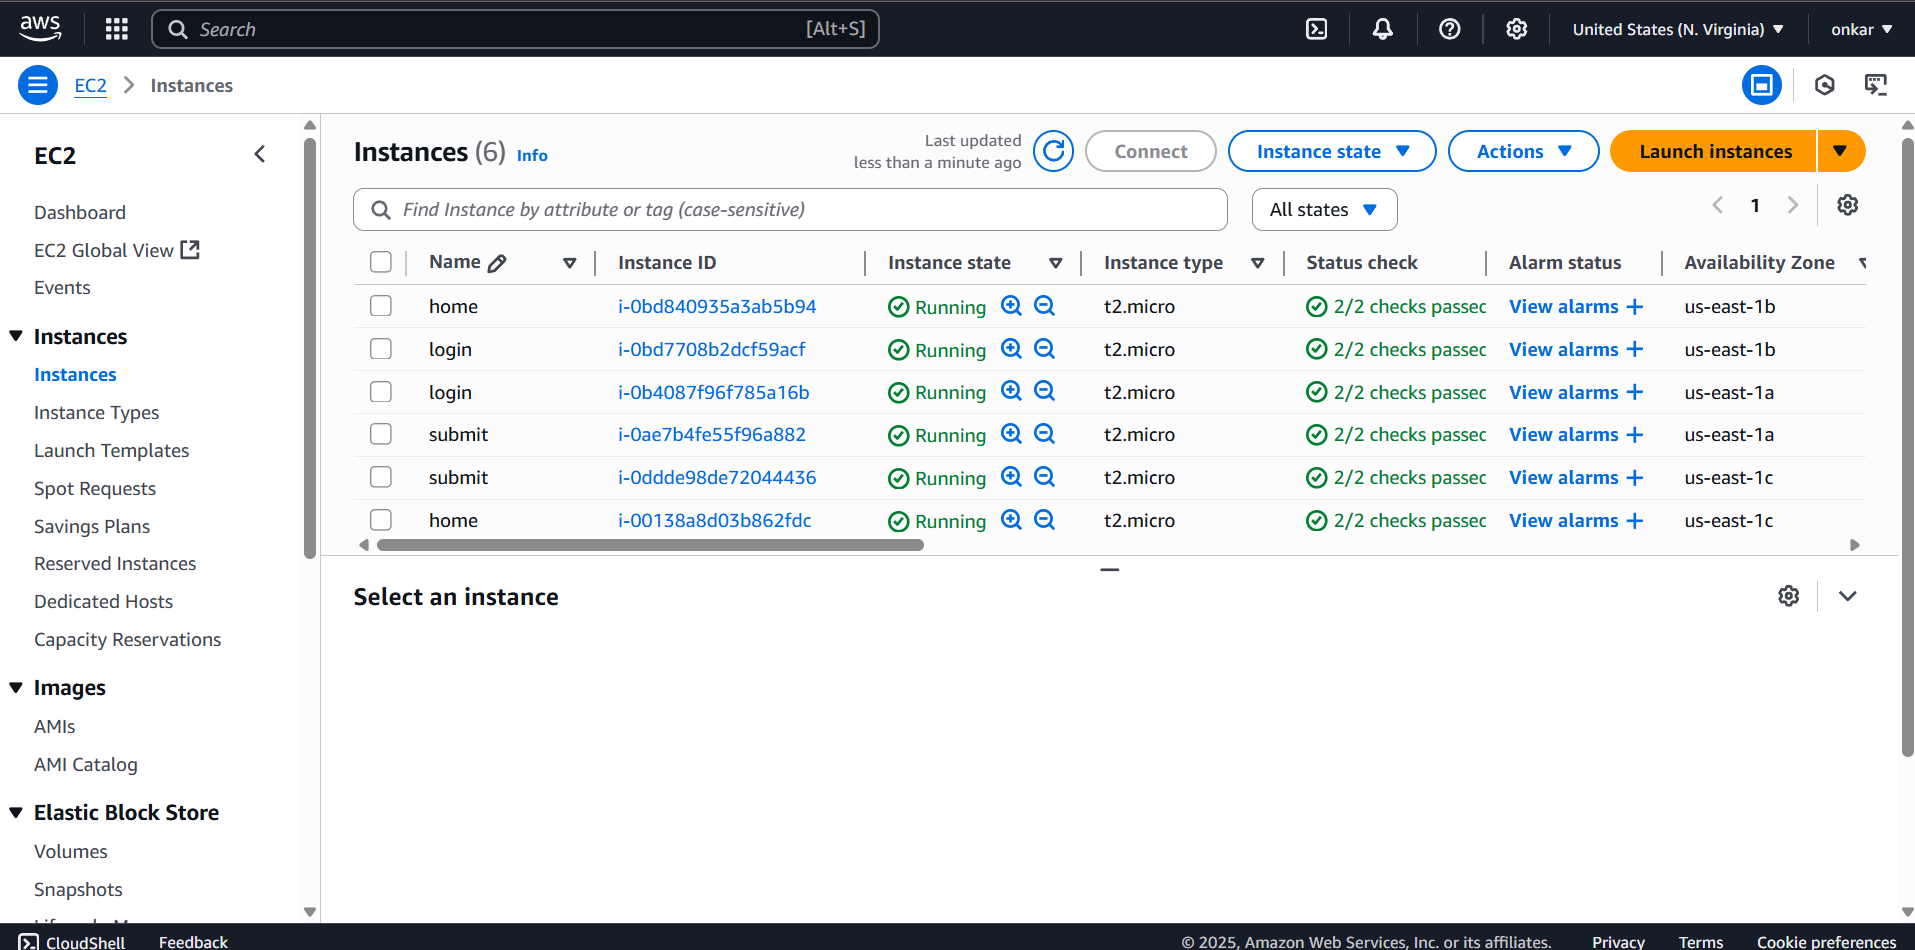 aws Search [Alt+S] United States (N. Virginia) onkar
EC2 Instances
EC2
Dashboard
EC2 Global View
Events
Instances
Instances
Instance Types
Launch Templates
Spot Requests
Savings Plans
Reserved Instances
Dedicated Hosts
Capacity Reservations
Images
AMIs
AMI Catalog
Elastic Block Store
Volumes
Snapshots
Instances (6) Info
Last updated
less than a minute ago
Connect Instance state Actions Launch instances
Find Instance by attribute or tag (case-sensitive) All states 1
Name Instance ID Instance state Instance type Status check Alarm status Availability Zone
home i-0bd840935a3ab5b94 Running t2.micro 2/2 checks passec View alarms + us-east-1b
login i-0bd7708b2dcf59acf Running t2.micro 2/2 checks passec View alarms + us-east-1b
login i-0b4087f96f785a16b Running t2.micro 2/2 checks passec View alarms + us-east-1a
submit i-0ae7b4fe55f96a882 Running t2.micro 2/2 checks passec View alarms + us-east-1a
submit i-0ddde98de72044436 Running t2.micro 2/2 checks passec View alarms + us-east-1c
home i-00138a8d03b862fdc Running t2.micro 2/2 checks passec View alarms + us-east-1c
Select an instance
CloudShell Feedback © 2025, Amazon Web Services, Inc. or its affiliates. Privacy Terms Cookie preferences